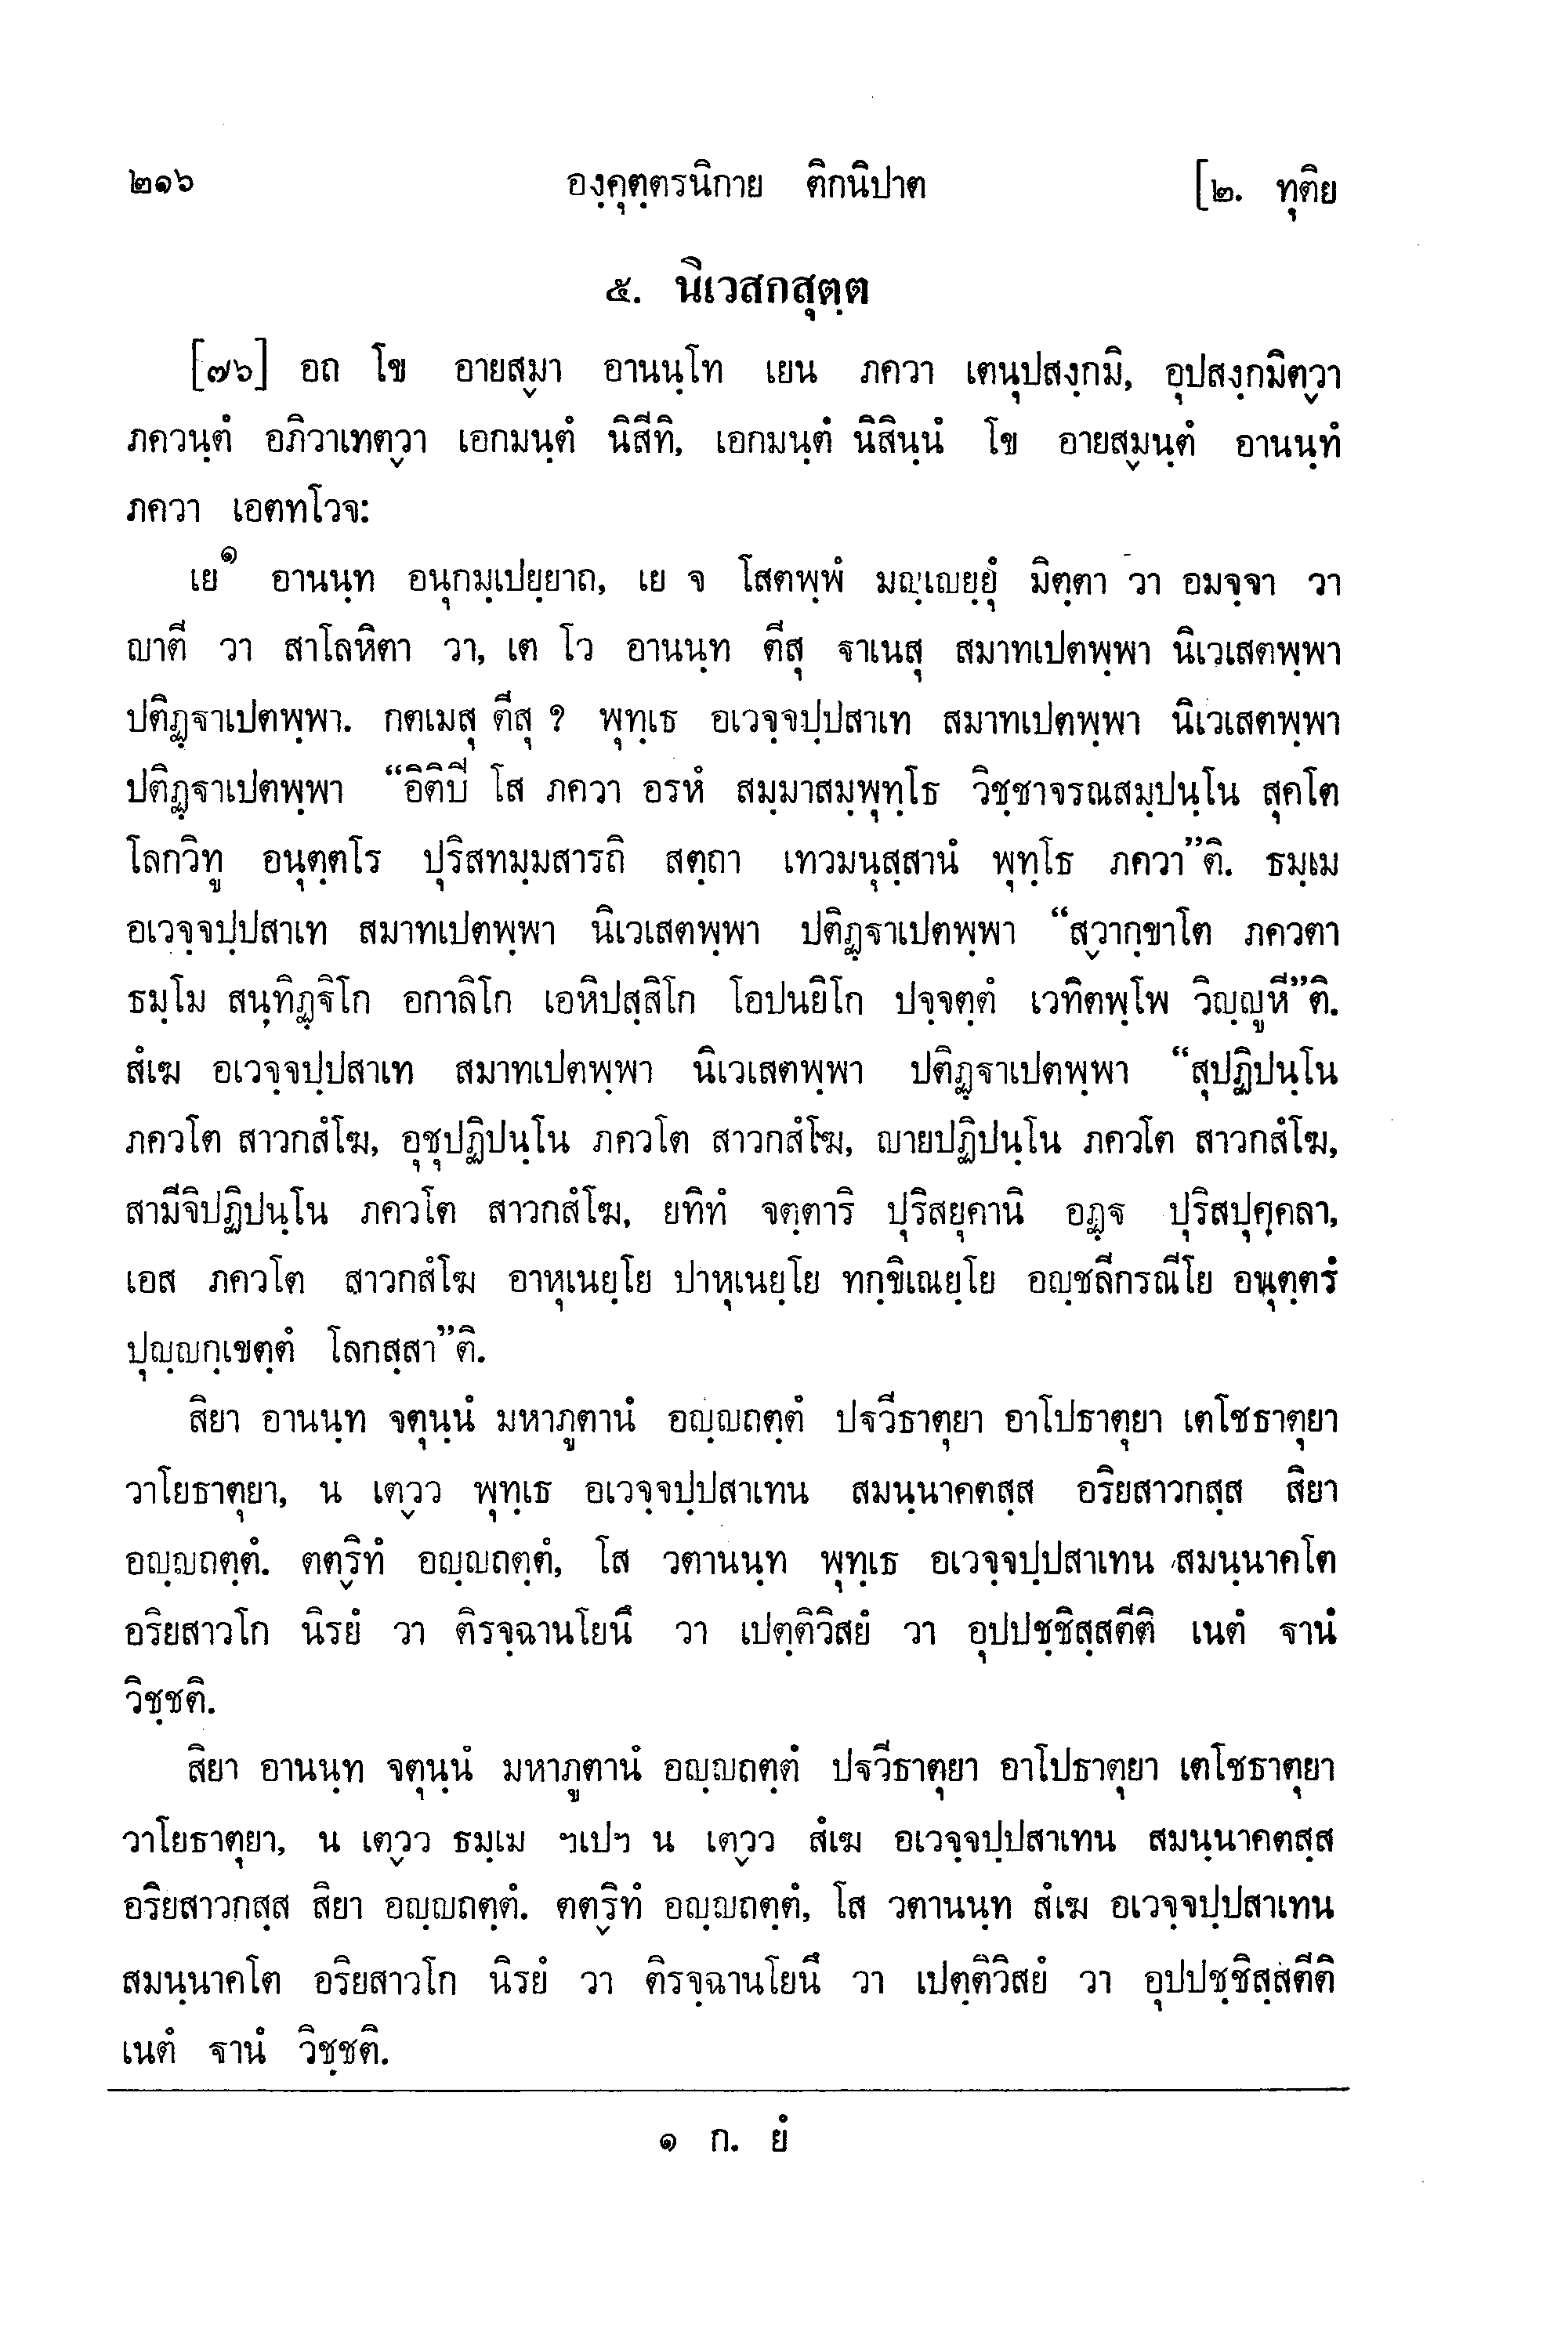 ๒๑๖ องฺคุตฺตรนิกาย ติกนิปาต [๒. ทุติย
๕. นิเวสกสุตฺต
[๗๖] อถ โข อายสฺมา อานนฺโท เยน ภควา เตนุปสงฺกมิ, อุปสงฺกมิตฺวา
ภควนฺตํ อภิวาเทตฺวา เอกมนฺตํ นิสีทิ, เอกมนฺตํ นิสินฺนํ โข อายสฺมนฺตํ อานนฺทํ
ภควา เอตทโวจ:
เย๑ อานนฺท อนุกมฺเปยฺยาถ, เย จ โสตพฺพํ มญฺเญยฺยุํ มิตฺตา วา อมจฺจา วา
ญาตี วา สาโลหิตา วา, เต โว อานนฺท ตีสุ ฐาเนสุ สมาทเปตพฺพา นิเวเสตพฺพา
ปติฏฺฐาเปตพฺพา. กตเมสุ ตีสุ ? พุทฺเธ อเวจฺจปฺปสาเท สมาทเปตพฺพา นิเวเสตพฺพา
ปติฏฺฐาเปตพฺพา “อิติปิ โส ภควา อรหํ สมฺมาสมฺพุทฺโธ วิชฺชาจรณสมฺปนฺโน สุคโต
โลกวิทู อนุตฺตโร ปุริสทมฺมสารถิ สตฺถา เทวมนุสฺสานํ พุทฺโธ ภควา”ติ. ธมฺเม
อเวจฺจปฺปสาเท สมาทเปตพฺพา นิเวเสตพฺพา ปติฏฺฐาเปตพฺพา “สฺวากฺขาโต ภควตา
ธมฺโม สนฺทิฏฺฐิโก อกาลิโก เอหิปสฺสิโก โอปนยิโก ปจฺจตฺตํ เวทิตพฺโพ วิญฺญูหี”ติ.
สํเฆ อเวจฺจปฺปสาเท สมาทเปตพฺพา นิเวเสตพฺพา ปติฏฺฐาเปตพฺพา “สุปฏิปนฺโน
ภควโต สาวกสํโฆ, อุชุปฏิปนฺโน ภควโต สาวกสํโฆ, ญายปฏิปนฺโน ภควโต สาวกสํโฆ,
สามีจิปฏิปนฺโน ภควโต สาวกสํโฆ, ยทิทํ จตฺตาริ ปุริสยุคานิ อฏฺฐ ปุริสปุคฺคลา,
เอส ภควโต สาวกสํโฆ อาหุเนยฺโย ปาหุเนยฺโย ทกฺขิเณยฺโย อญฺชลีกรณีโย อนุตฺตรํ
ปุญฺญกฺเขตฺตํ โลกสฺสา”ติ.
สิยา อานนฺท จตุนฺนํ มหาภูตานํ อญฺญถตฺตํ ปฐวีธาตุยา อาโปธาตุยา เตโชธาตุยา
วาโยธาตุยา, น เตฺวว พุทฺเธ อเวจฺจปฺปสาเทน สมนฺนาคตสฺส อริยสาวกสฺส สิยา
อญฺญถตฺตํ. ตตฺริทํ อญฺญถตฺตํ, โส วตานนฺท พุทฺเธ อเวจฺจปฺปสาเทน สมนฺนาคโต
อริยสาวโก นิรยํ วา ติรจฺฉานโยนึ วา เปตฺติวิสยํ วา อุปปชฺชิสฺสตีติ เนตํ ฐานํ
วิชฺชติ.
สิยา อานนฺท จตุนฺนํ มหาภูตานํ อญฺญถตฺตํ ปฐวีธาตุยา อาโปธาตุยา เตโชธาตุยา
วาโยธาตุยา, น เตฺวว ธมฺเม ฯเปฯ น เตฺวว สํเฆ อเวจฺจปฺปสาเทน สมนฺนาคตสฺส
อริยสาวกสฺส สิยา อญฺญถตฺตํ. ตตฺริทํ อญฺญถตฺตํ, โส วตานนฺท สํเฆ อเวจฺจปฺปสาเทน
สมนฺนาคโต อริยสาวโก นิรยํ วา ติรจฺฉานโยนึ วา เปตฺติวิสยํ วา อุปปชฺชิสฺสตีติ
เนตํ ฐานํ วิชฺชติ.
๑ ก. ยํ